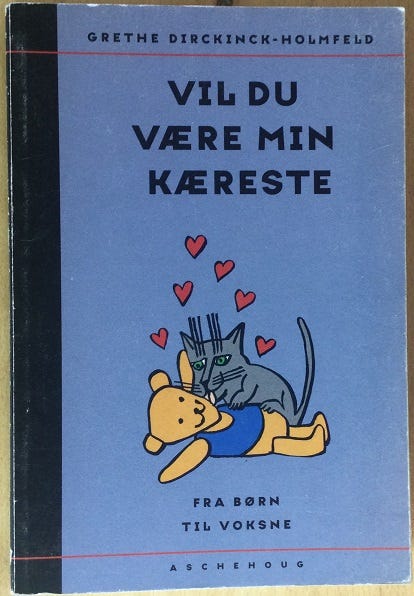 GRETHE DIRCKINCK-HOLMFELD
VIL DU
VÆRE MIN
KÆRESTE
FRA BØRN
TIL VOKSNE
ASCHEHOUG